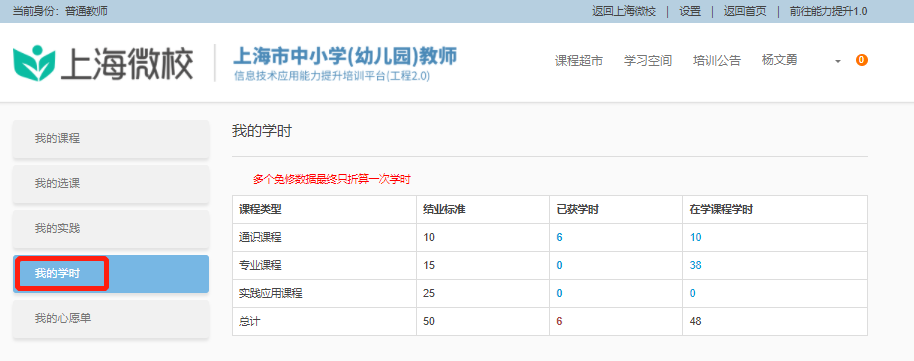 当前身份：普通教师
返回上海微校 | 设置 | 返回首页 | 前往能力提升1.0
上海微校
上海市中小学(幼儿园)教师
信息技术应用能力提升培训平台(工程2.0)
课程超市 学习空间 培训公告 杨文勇 0
我的课程
我的选课
我的实践
我的学时
我的心愿单
我的学时
多个免修数据最终只折算一次学时
课程类型 结业标准 已获学时 在学课程学时
通识课程 10 6 10
专业课程 15 0 38
实践应用课程 25 0 0
总计 50 6 48